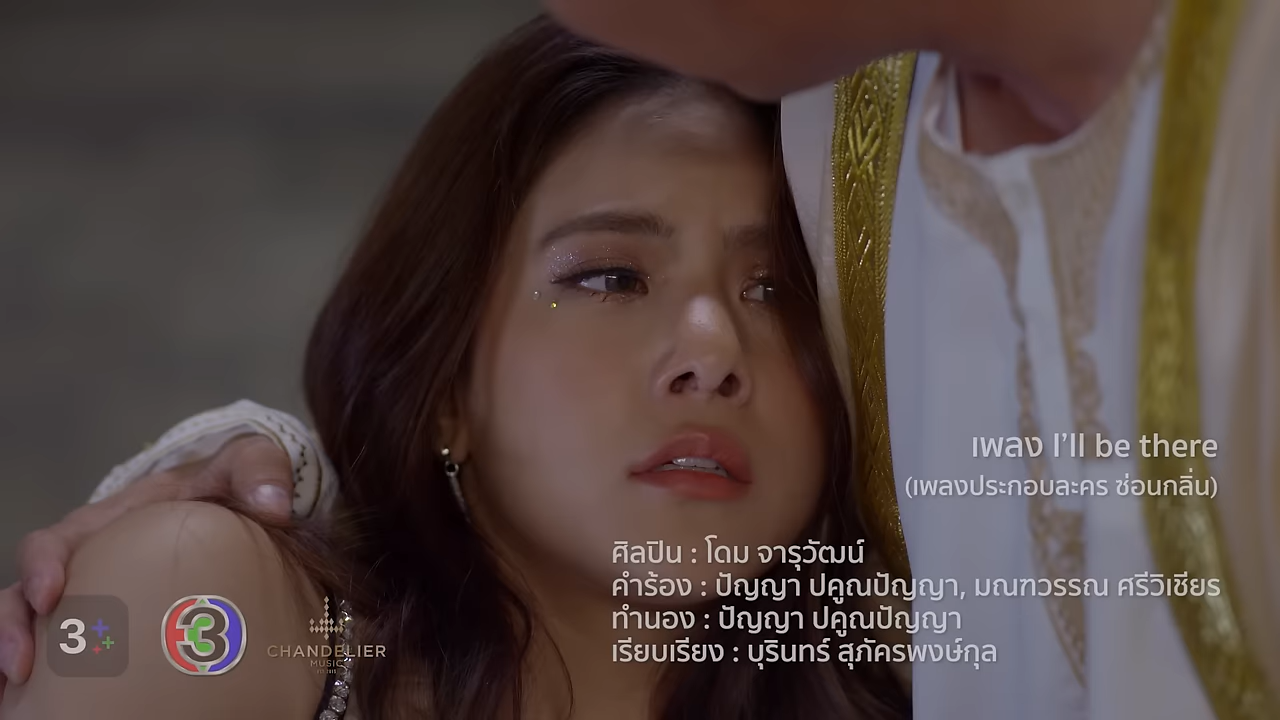 เพลง I'll be there
(เพลงประกอบละคร ซ่อนกลิ่น)
ศิลปิน : โดม จารุวัฒน์
คำร้อง : ปัญญา ปคูณปัญญา, มณฑวรรณ ศรีวิเชียร
ทำนอง : ปัญญา ปคูณปัญญา
เรียบเรียง : บุรินทร์ สุภัครพงษ์กุล
3+
3
CHANDELIER
MUSIC